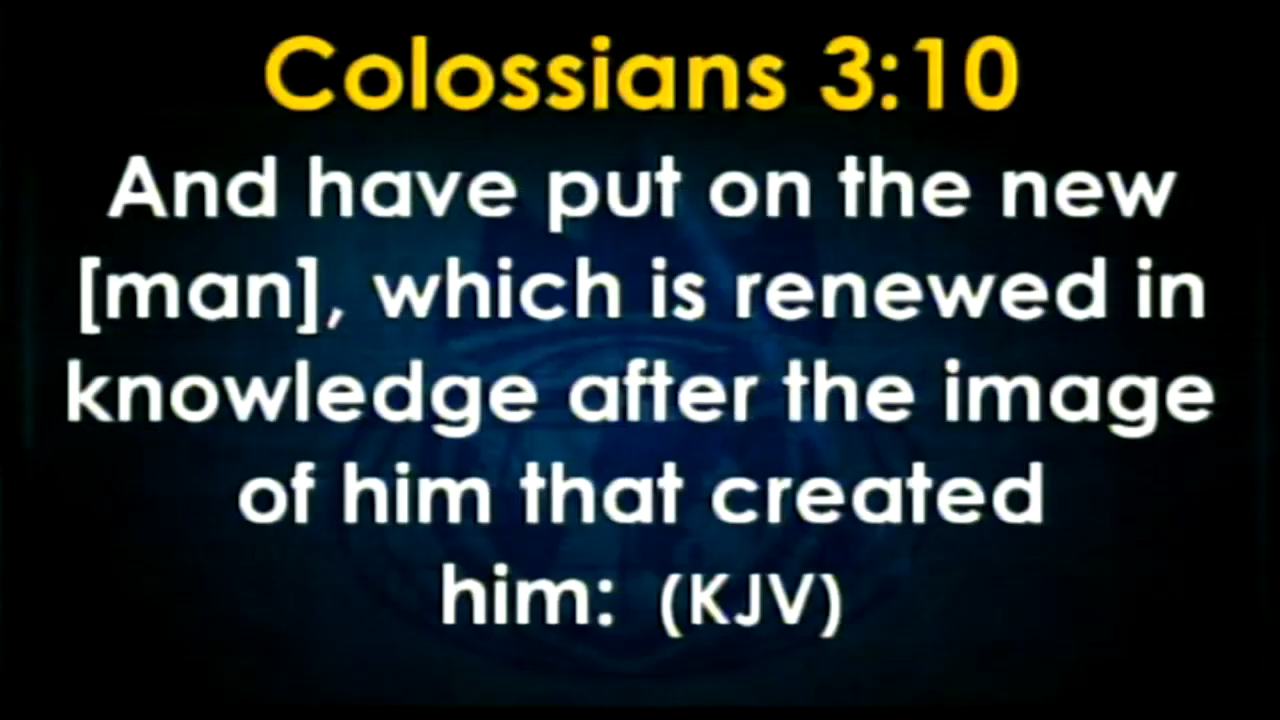 Colossians 3:10
And have put on the new
[man], which is renewed in
knowledge after the image
of him that created
him: (KJV)